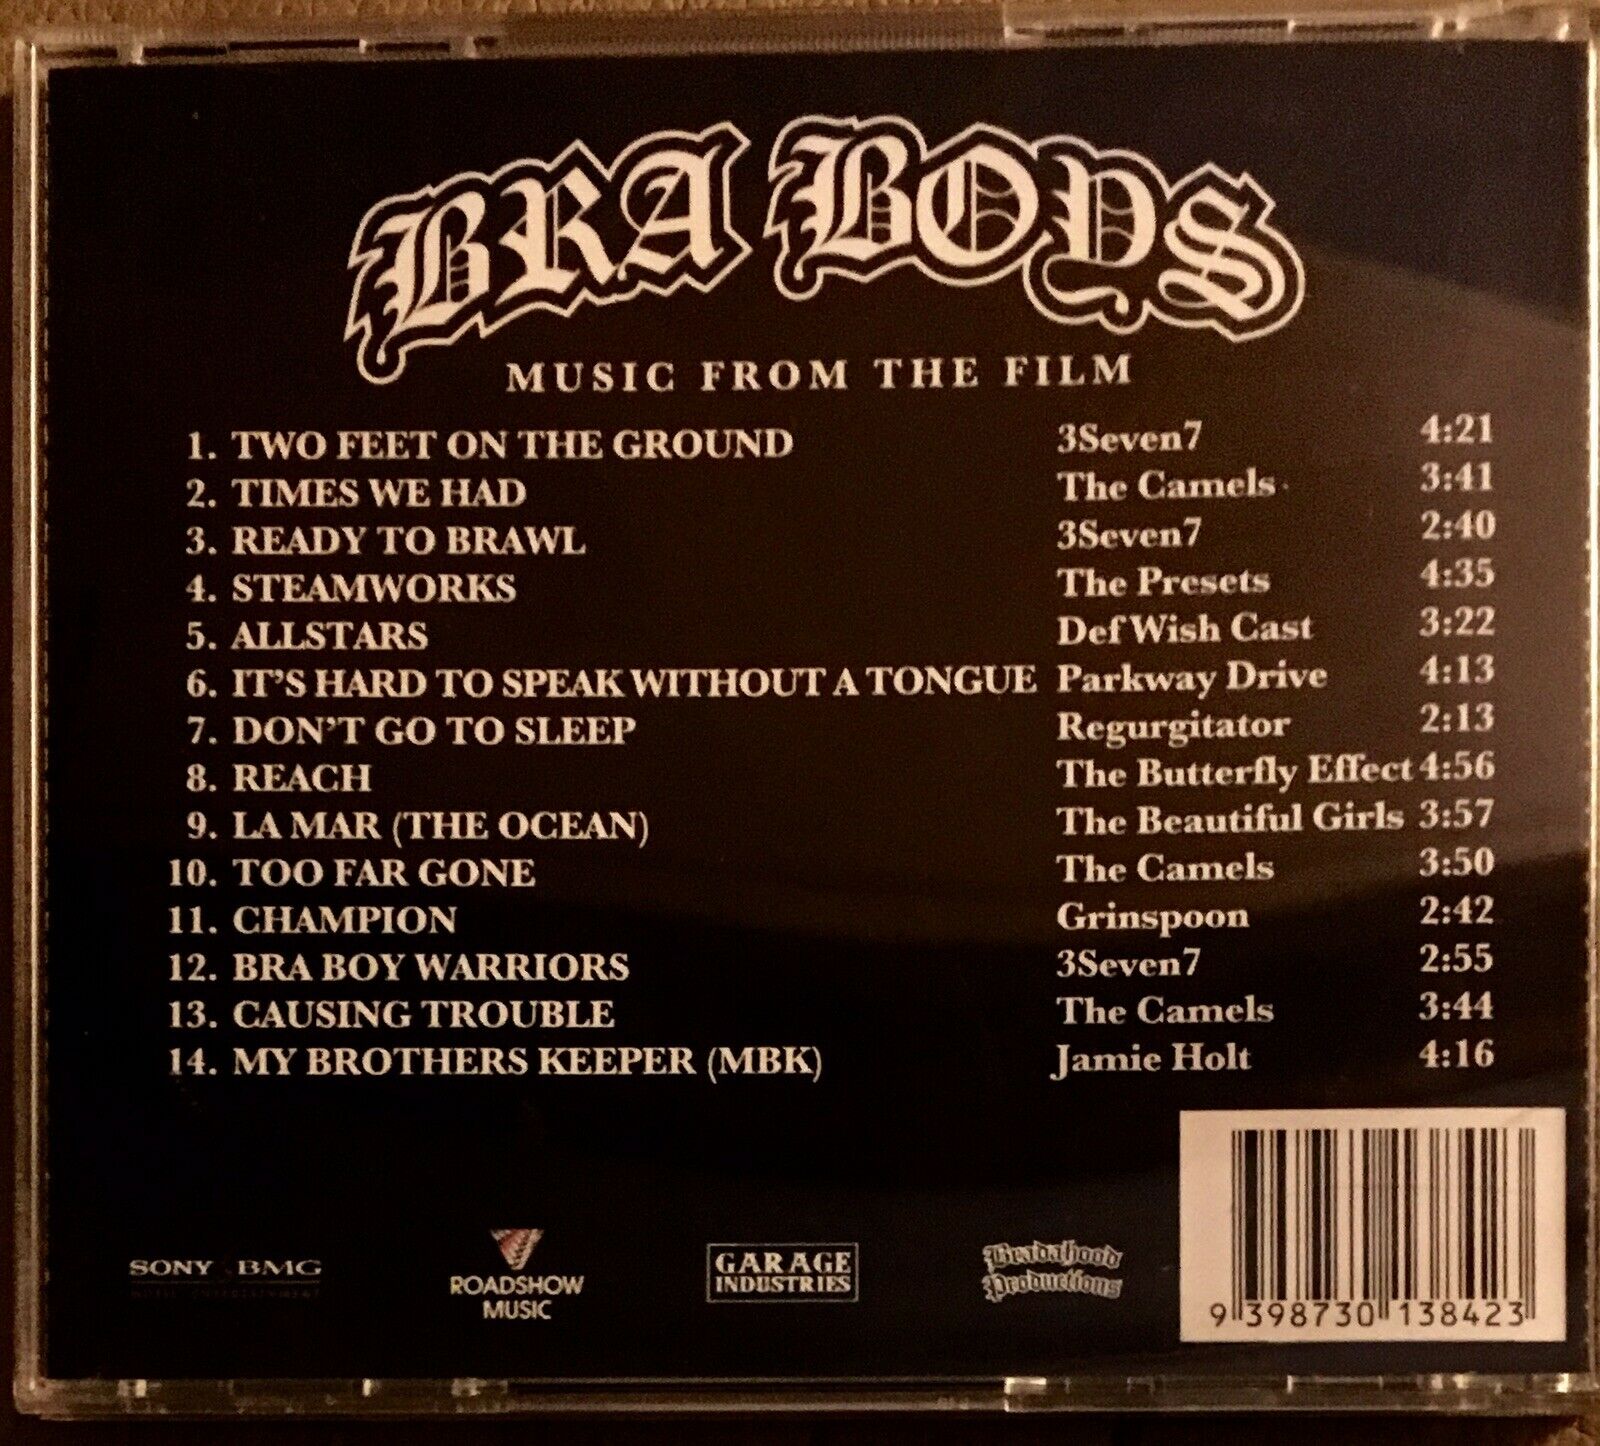 BRA BOYS
MUSIC FROM THE FILM
1. TWO FEET ON THE GROUND 3Seven7 4:21
2. TIMES WE HAD The Camels 3:41
3. READY TO BRAWL 3Seven7 2:40
4. STEAMWORKS The Presets 4:35
5. ALLSTARS Def Wish Cast 3:22
6. IT'S HARD TO SPEAK WITHOUT A TONGUE Parkway Drive 4:13
7. DON'T GO TO SLEEP Regurgitator 2:13
8. REACH The Butterfly Effect 4:56
9. LA MAR (THE OCEAN) The Beautiful Girls 3:57
10. TOO FAR GONE The Camels 3:50
11. CHAMPION Grinspoon 2:42
12. BRA BOY WARRIORS 3Seven7 2:55
13. CAUSING TROUBLE The Camels 3:44
14. MY BROTHERS KEEPER (MBK) Jamie Holt 4:16
SONY BMG
MUSIC ENTERTAINMENT
ROADSHOW
MUSIC
GARAGE
INDUSTRIES
Bradahood
Productions
9 398730 138423